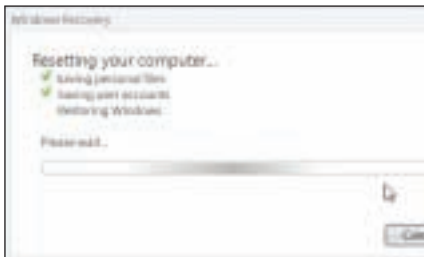 Windows Recovery
Resetting your computer...
Saving personal files
Saving user accounts
Restoring Windows
Please wait...